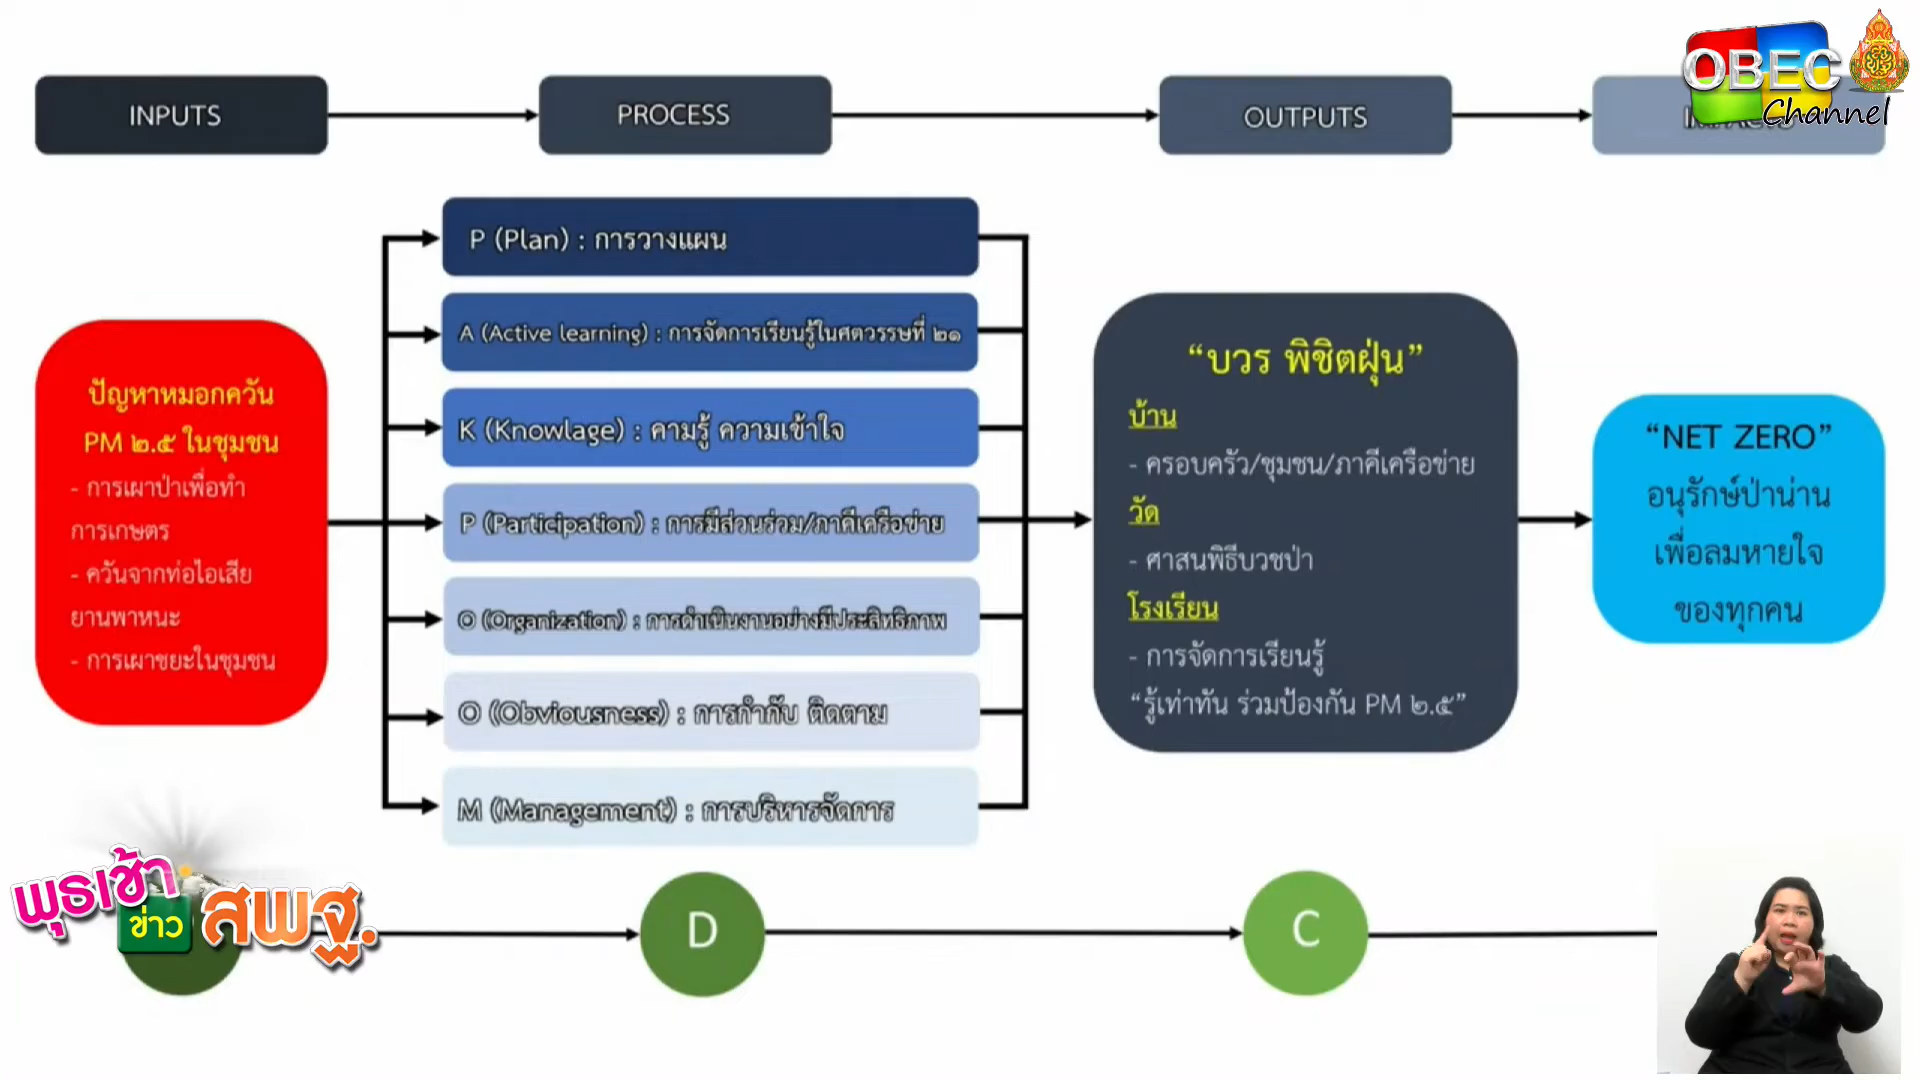 INPUTS
PROCESS
OUTPUTS
OBEC
Channel
P (Plan) : การวางแผน
A (Active learning) : การจัดการเรียนรู้ในศตวรรษที่ ๒๑
K (Knowlage) : คามรู้ ความเข้าใจ
P (Participation) : การมีส่วนร่วม/ภาคีเครือข่าย
O (Organization) : การดำเนินงานอย่างมีประสิทธิภาพ
O (Obviousness) : การกำกับ ติดตาม
M (Management) : การบริหารจัดการ
ปัญหาหมอกควัน
PM ๒.๕ ในชุมชน
- การเผาป่าเพื่อทำ
การเกษตร
- ควันจากท่อไอเสีย
ยานพาหนะ
- การเผาขยะในชุมชน
“บวร พิชิตฝุ่น”
บ้าน
- ครอบครัว/ชุมชน/ภาคีเครือข่าย
วัด
- ศาสนพิธีบวชป่า
โรงเรียน
- การจัดการเรียนรู้
“รู้เท่าทัน ร่วมป้องกัน PM ๒.๕”
“NET ZERO”
อนุรักษ์ป่าน่าน
เพื่อลมหายใจ
ของทุกคน
พุธเช้า
ข่าว สพฐ.
D
C